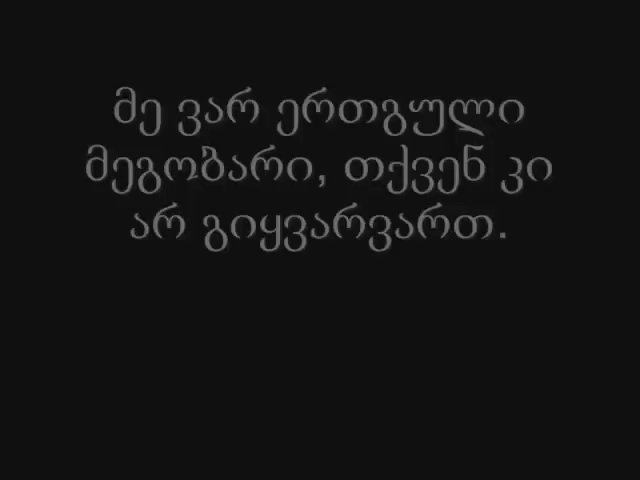 მე ვარ ერთგული
მეგობარი, თქვენ კი
არ გიყვარვართ.